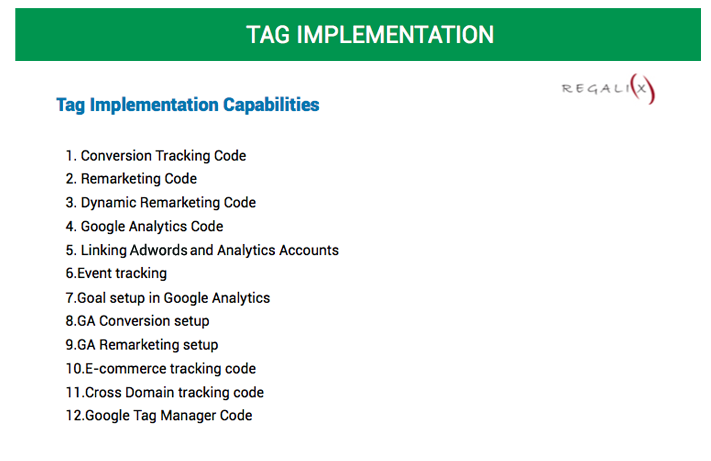 TAG IMPLEMENTATION
REGALI(X)
Tag Implementation Capabilities
1. Conversion Tracking Code
2. Remarketing Code
3. Dynamic Remarketing Code
4. Google Analytics Code
5. Linking Adwords and Analytics Accounts
6.Event tracking
7.Goal setup in Google Analytics
8.GA Conversion setup
9.GA Remarketing setup
10.E-commerce tracking code
11.Cross Domain tracking code
12.Google Tag Manager Code